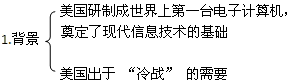 美国研制成世界上第一台电子计算机，
奠定了现代信息技术的基础
1.背景
美国出于 “冷战” 的需要